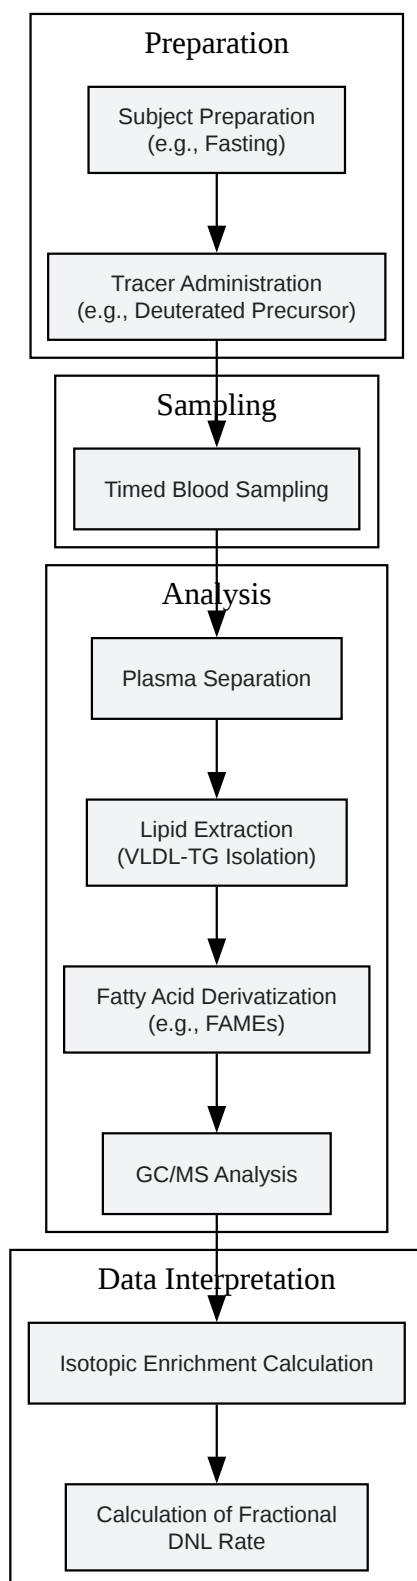 Preparation
Subject Preparation
(e.g., Fasting)
Tracer Administration
(e.g., Deuterated Precursor)
Sampling
Timed Blood Sampling
Analysis
Plasma Separation
Lipid Extraction
(VLDL-TG Isolation)
Fatty Acid Derivatization
(e.g., FAMEs)
GC/MS Analysis
Data Interpretation
Isotopic Enrichment Calculation
Calculation of Fractional
DNL Rate